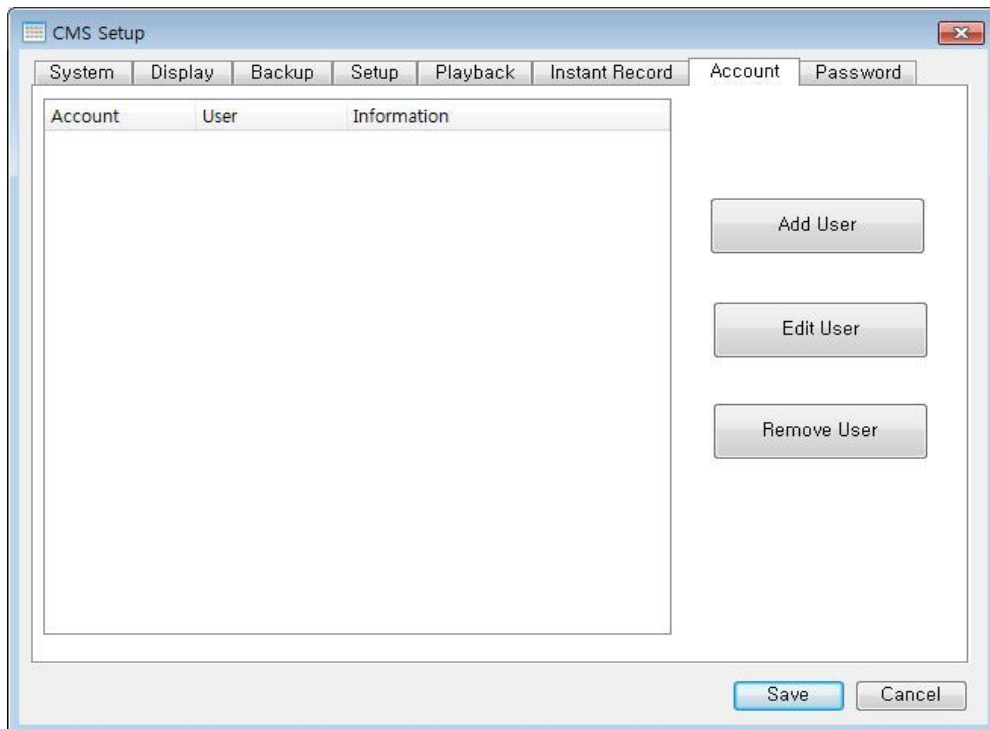 CMS Setup
System Display Backup Setup Playback Instant Record Account Password
Account User Information
Add User
Edit User
Remove User
Save Cancel